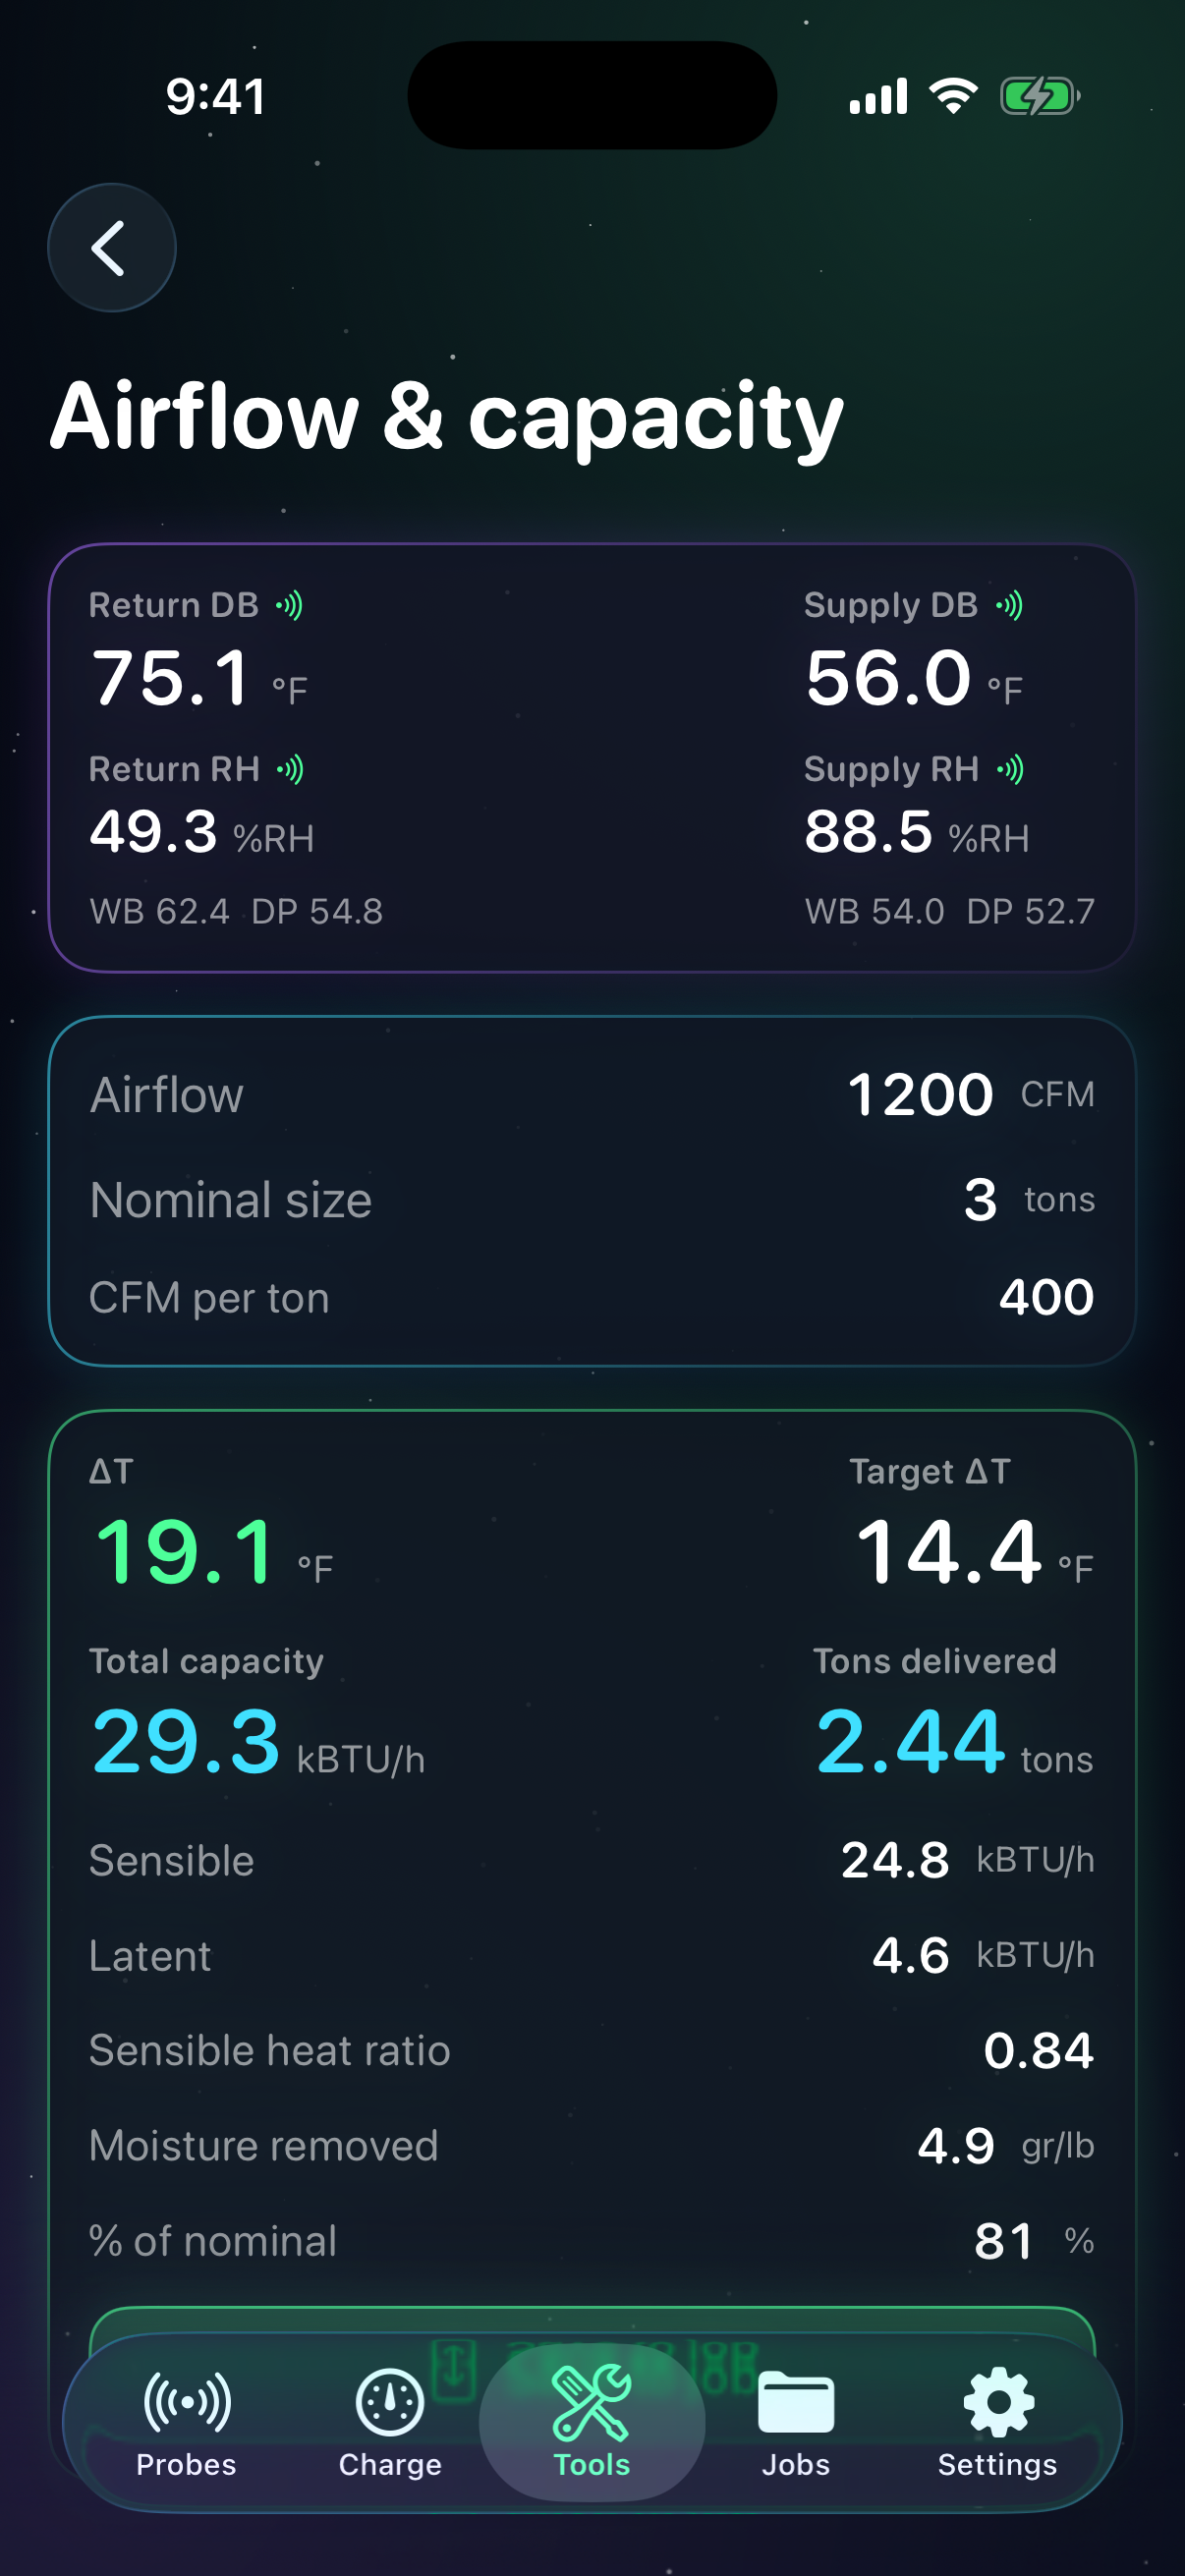 9:41
Airflow & capacity
Return DB
Supply DB
75.1 °F
56.0 °F
Return RH
Supply RH
49.3 %RH
88.5 %RH
WB 62.4 DP 54.8
WB 54.0 DP 52.7
Airflow 1200 CFM
Nominal size 3 tons
CFM per ton 400
ΔT
Target ΔT
19.1 °F
14.4 °F
Total capacity
Tons delivered
29.3 kBTU/h
2.44 tons
Sensible 24.8 kBTU/h
Latent 4.6 kBTU/h
Sensible heat ratio 0.84
Moisture removed 4.9 gr/lb
% of nominal 81 %
Probes Charge Tools Jobs Settings